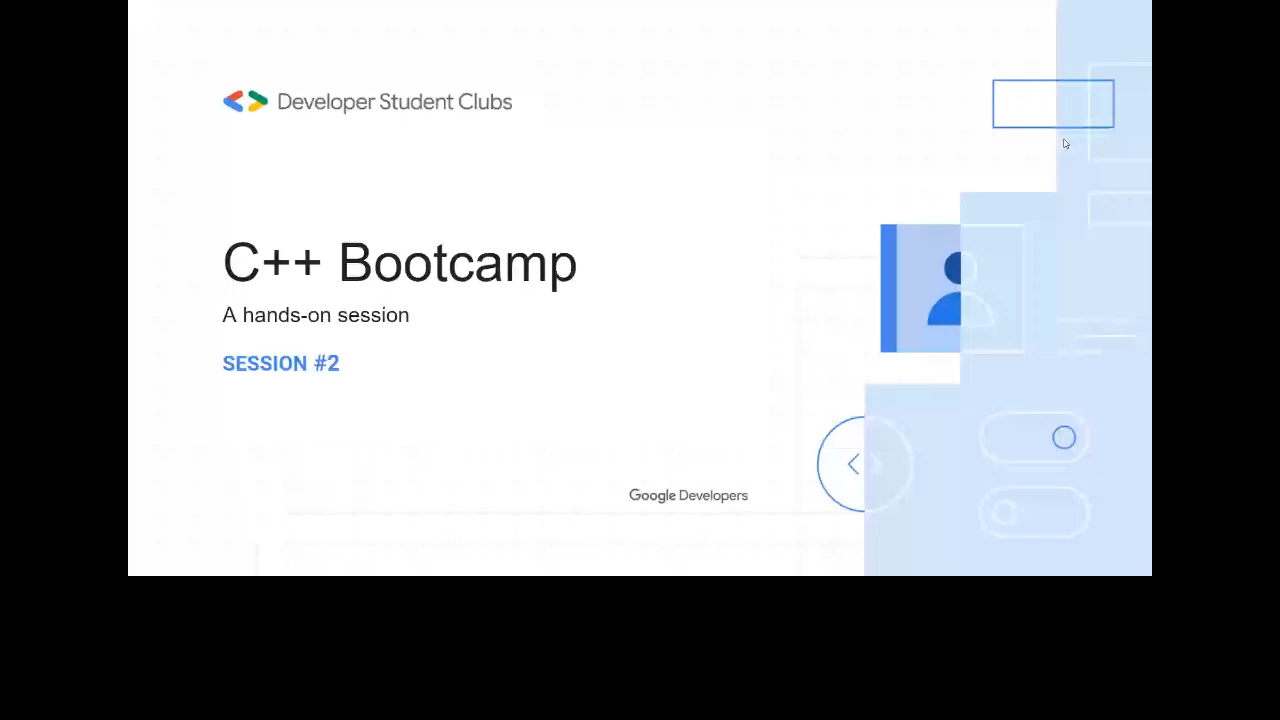 Developer Student Clubs
C++ Bootcamp
A hands-on session
SESSION #2
Google Developers